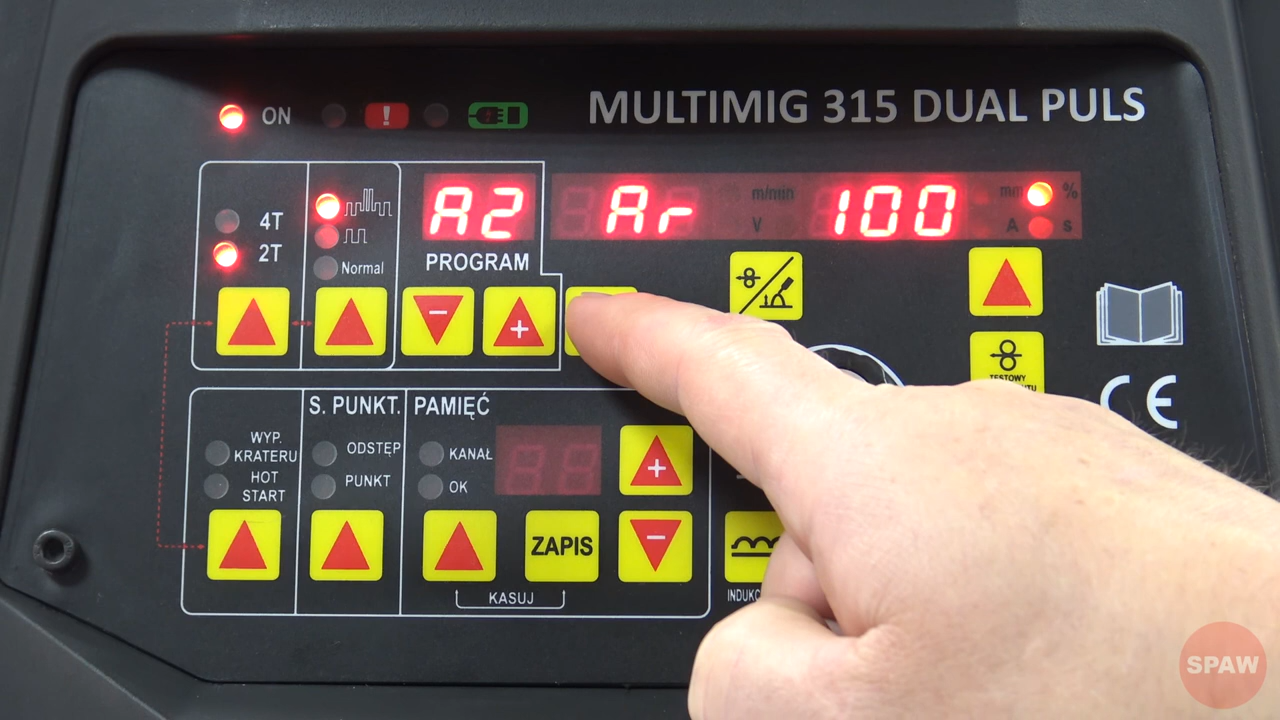 ON
!
MULTIMIG 315 DUAL PULS
4T
2T
Normal
A2
PROGRAM
Ar
m/min
V
100
mm
%
A
s
- +
TESTOWY
CE
WYP.
KRATERU
HOT
START
S. PUNKT.
ODSTĘP
PUNKT
PAMIĘĆ
KANAŁ
OK
+
ZAPIS
-
KASUJ
SPAW